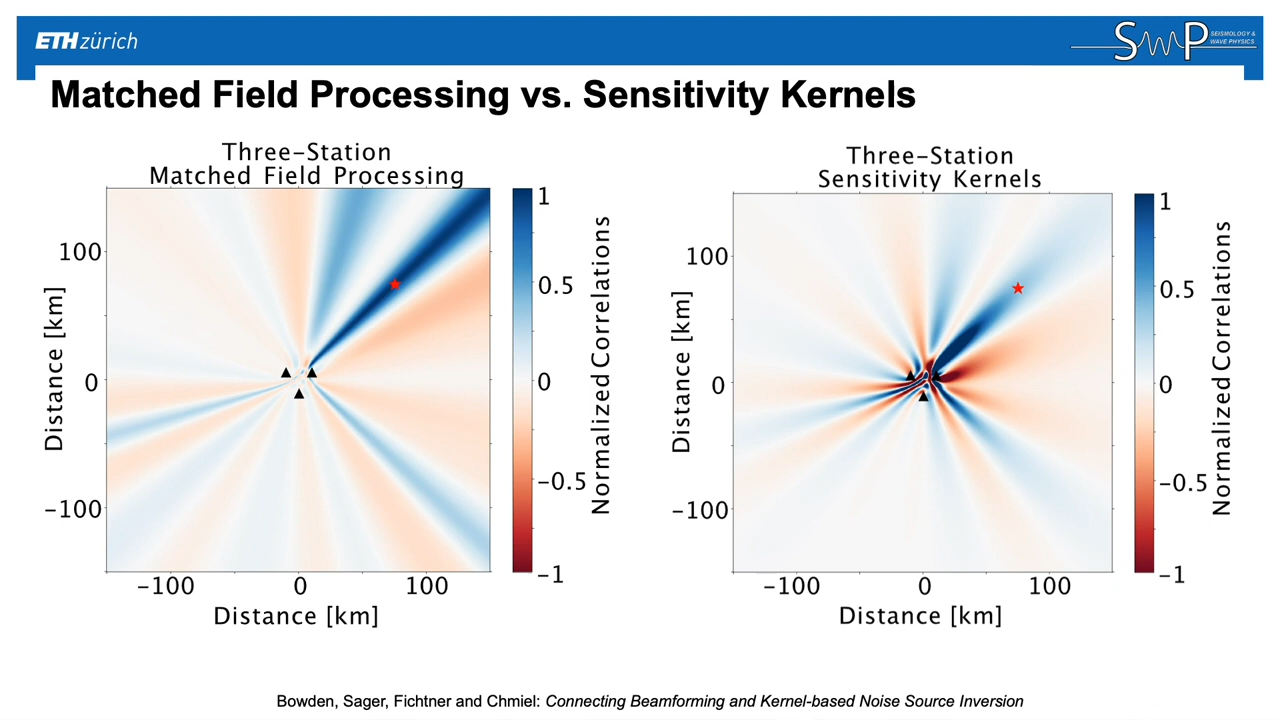 ETH zürich
SWP SEISMOLOGY & WAVE PHYSICS
Matched Field Processing vs. Sensitivity Kernels
Three-Station
Matched Field Processing
100
0
-100
-100 0 100
Distance [km]
Distance [km]
1
0.5
0
-0.5
-1
Normalized Correlations
Three-Station
Sensitivity Kernels
100
0
-100
-100 0 100
Distance [km]
Distance [km]
1
0.5
0
-0.5
-1
Normalized Correlations
Bowden, Sager, Fichtner and Chmiel: Connecting Beamforming and Kernel-based Noise Source Inversion